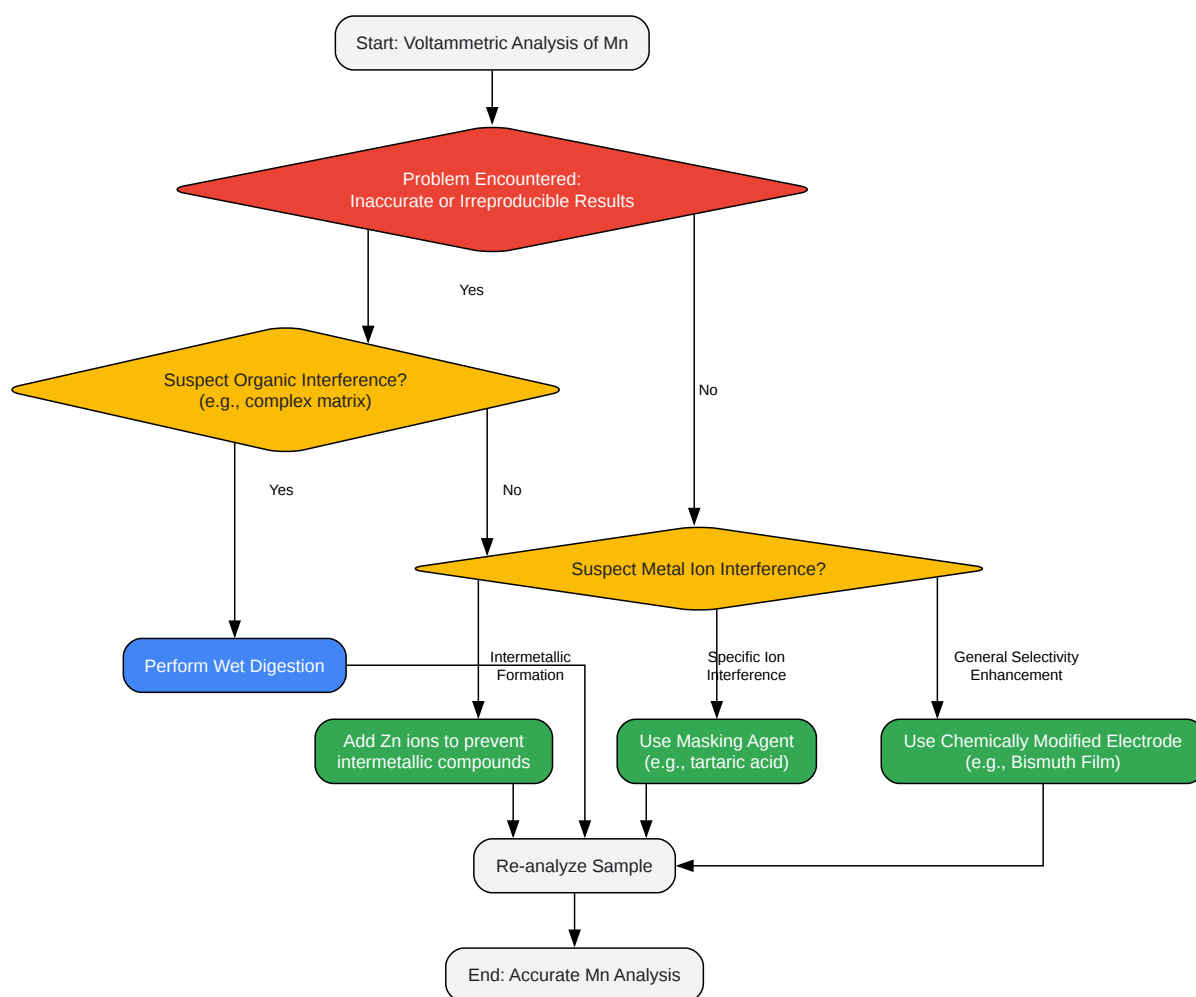 Start: Voltammetric Analysis of Mn
Problem Encountered:
Inaccurate or Irreproducible Results
Yes
Suspect Organic Interference?
(e.g., complex matrix)
No
Yes
No
Suspect Metal Ion Interference?
Perform Wet Digestion
Intermetallic
Formation
Specific Ion
Interference
General Selectivity
Enhancement
Add Zn ions to prevent
intermetallic compounds
Use Masking Agent
(e.g., tartaric acid)
Use Chemically Modified Electrode
(e.g., Bismuth Film)
Re-analyze Sample
End: Accurate Mn Analysis